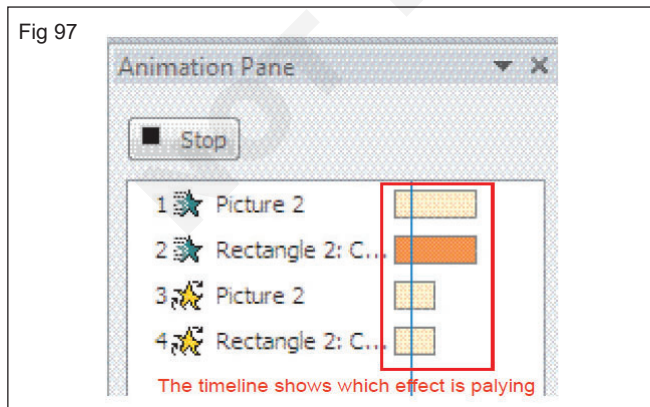 Fig 97
Animation Pane
Stop
1 Picture 2
2 Rectangle 2: C...
3 Picture 2
4 Rectangle 2: C...
The timeline shows which effect is palying